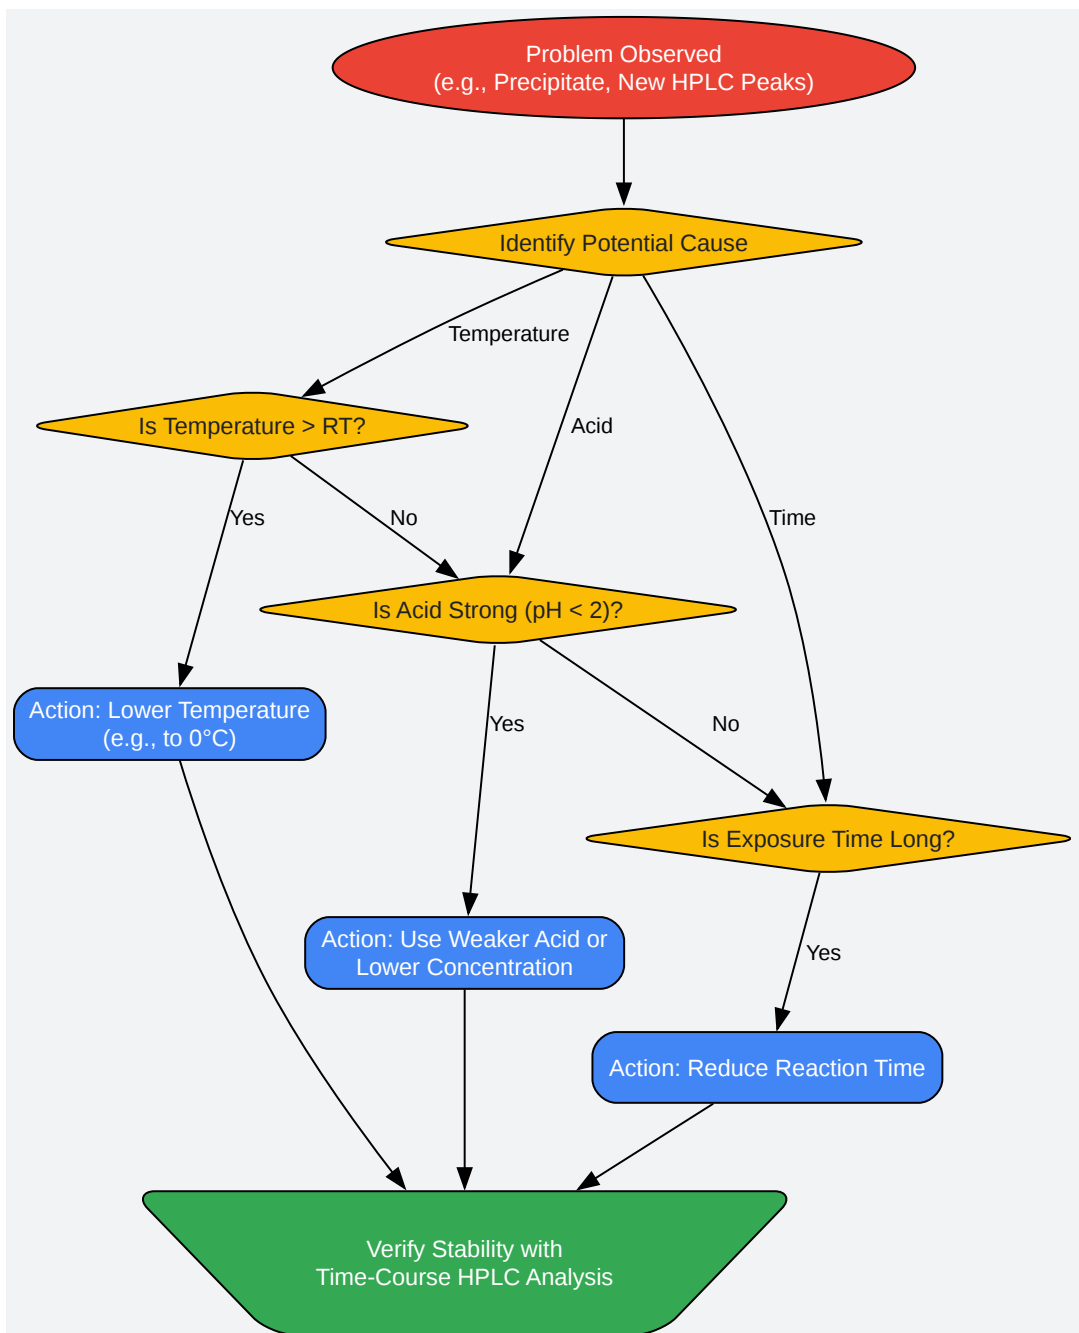 Problem Observed
(e.g., Precipitate, New HPLC Peaks)
Identify Potential Cause
Temperature
Is Temperature > RT?
Acid
Yes
No
Time
Is Acid Strong (pH < 2)?
Action: Lower Temperature
(e.g., to 0°C)
Yes
No
Is Exposure Time Long?
Action: Use Weaker Acid or
Lower Concentration
Yes
Action: Reduce Reaction Time
Verify Stability with
Time-Course HPLC Analysis